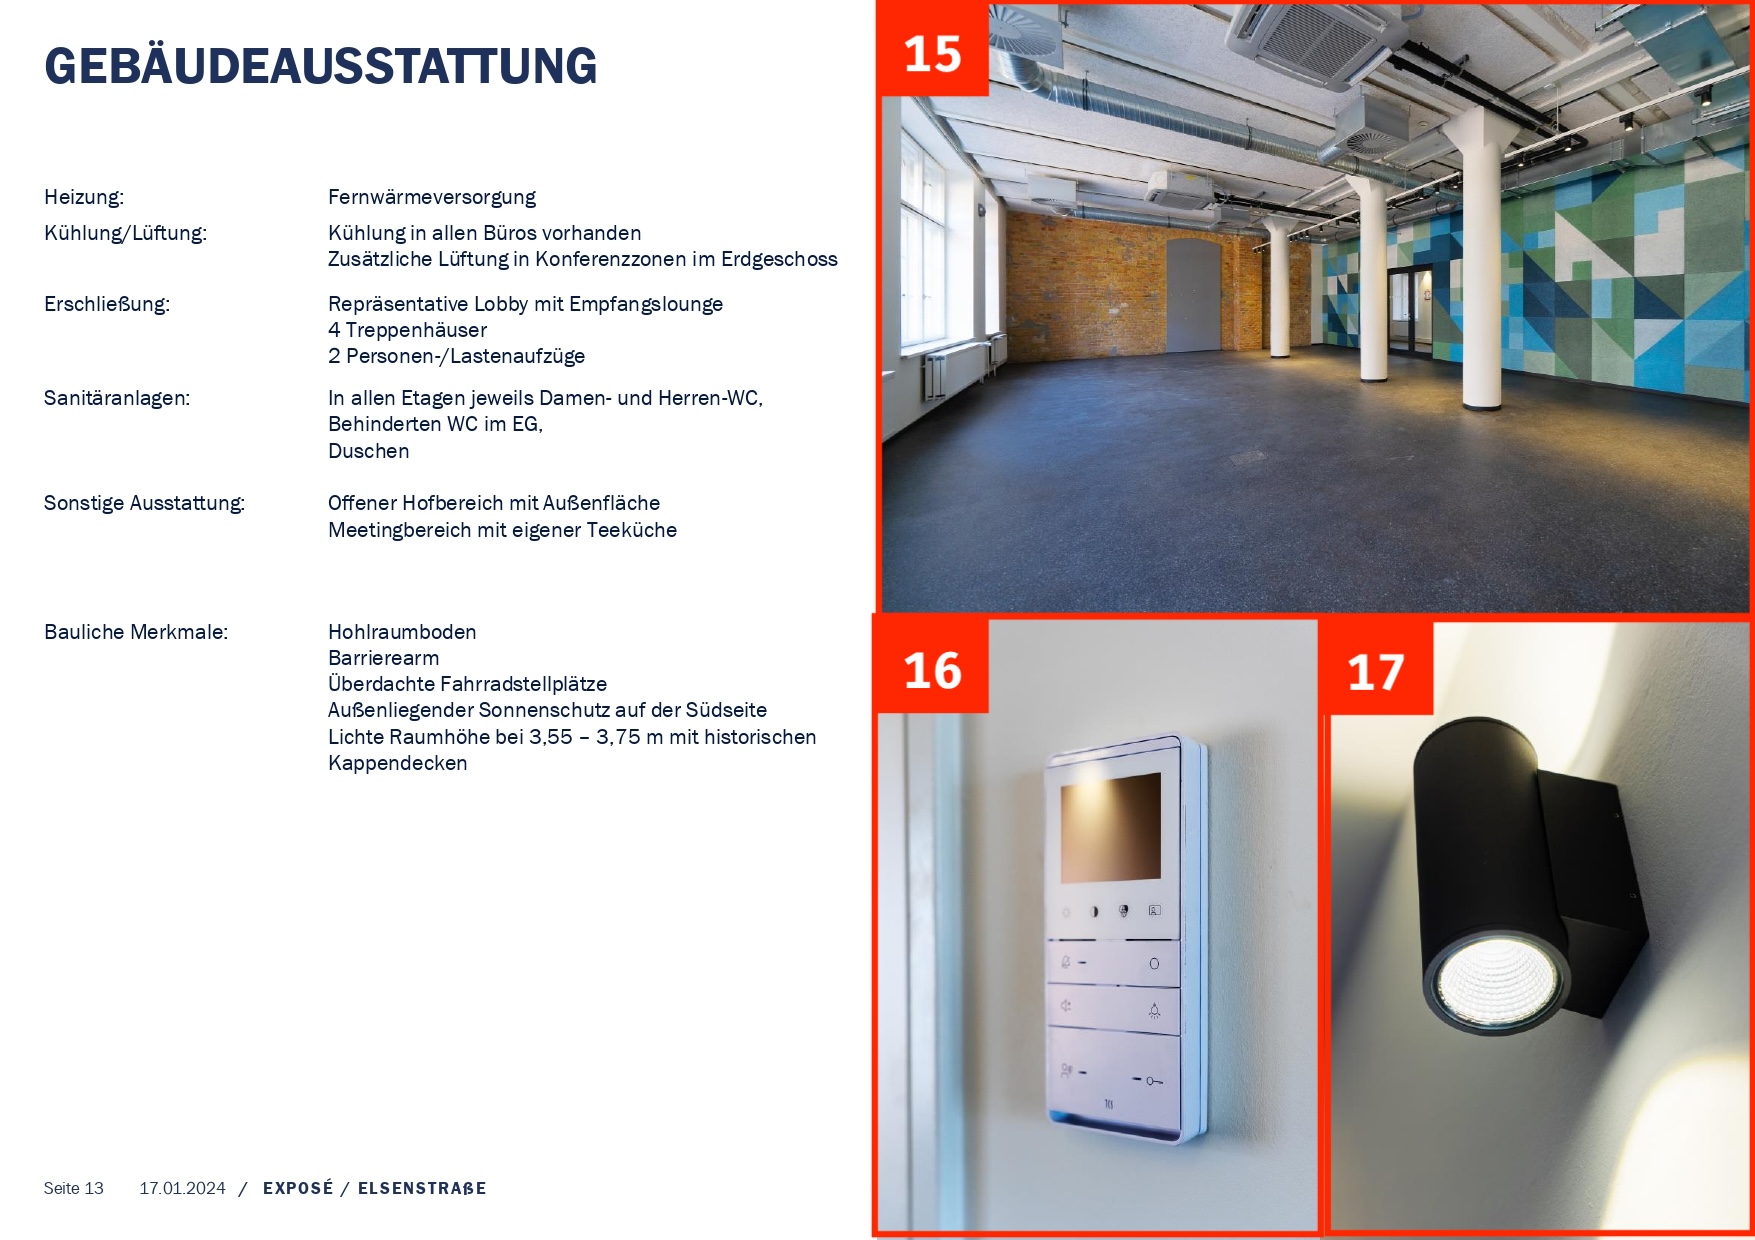 GEBÄUDEAUSSTATTUNG
Heizung: Fernwärmeversorgung
Kühlung/Lüftung: Kühlung in allen Büros vorhanden
Zusätzliche Lüftung in Konferenzzonen im Erdgeschoss
Erschließung: Repräsentative Lobby mit Empfangslounge
4 Treppenhäuser
2 Personen-/Lastenaufzüge
Sanitäranlagen: In allen Etagen jeweils Damen- und Herren-WC,
Behinderten WC im EG,
Duschen
Sonstige Ausstattung: Offener Hofbereich mit Außenfläche
Meetingbereich mit eigener Teeküche
Bauliche Merkmale: Hohlraumboden
Barrierearm
Überdachte Fahrradstellplätze
Außenliegender Sonnenschutz auf der Südseite
Lichte Raumhöhe bei 3,55 – 3,75 m mit historischen
Kappendecken
Seite 13 17.01.2024 / EXPOSÉ / ELSENSTRAßE
15
16
17
TCS